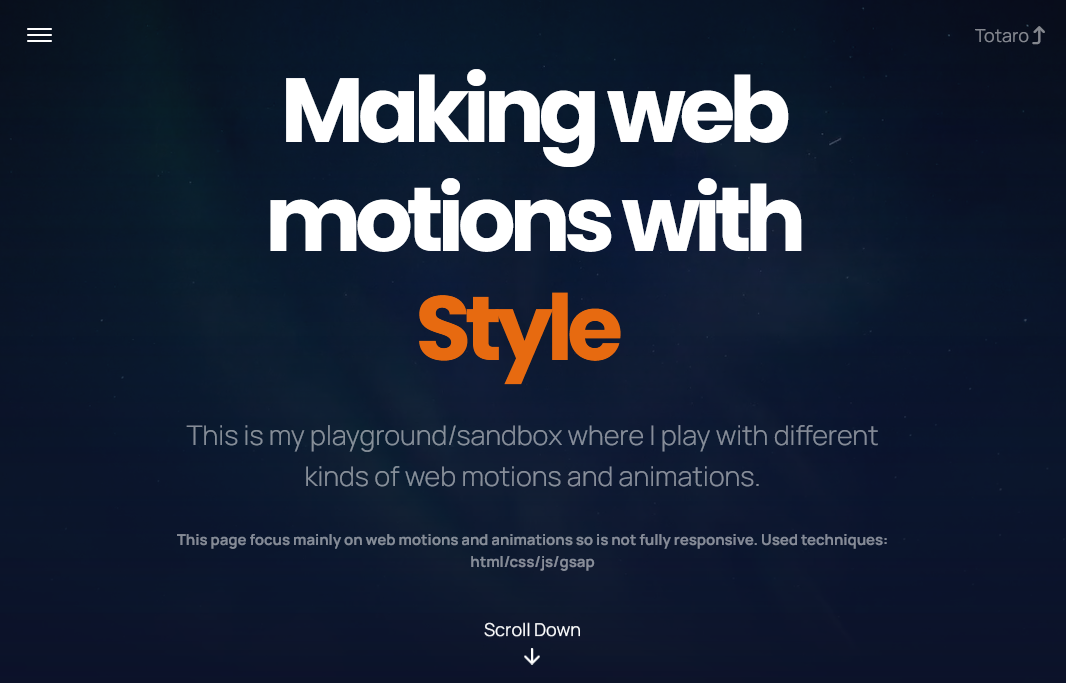 Totaro
Making web
motions with
Style
This is my playground/sandbox where I play with different
kinds of web motions and animations.
This page focus mainly on web motions and animations so is not fully responsive. Used techniques:
html/css/js/gsap
Scroll Down